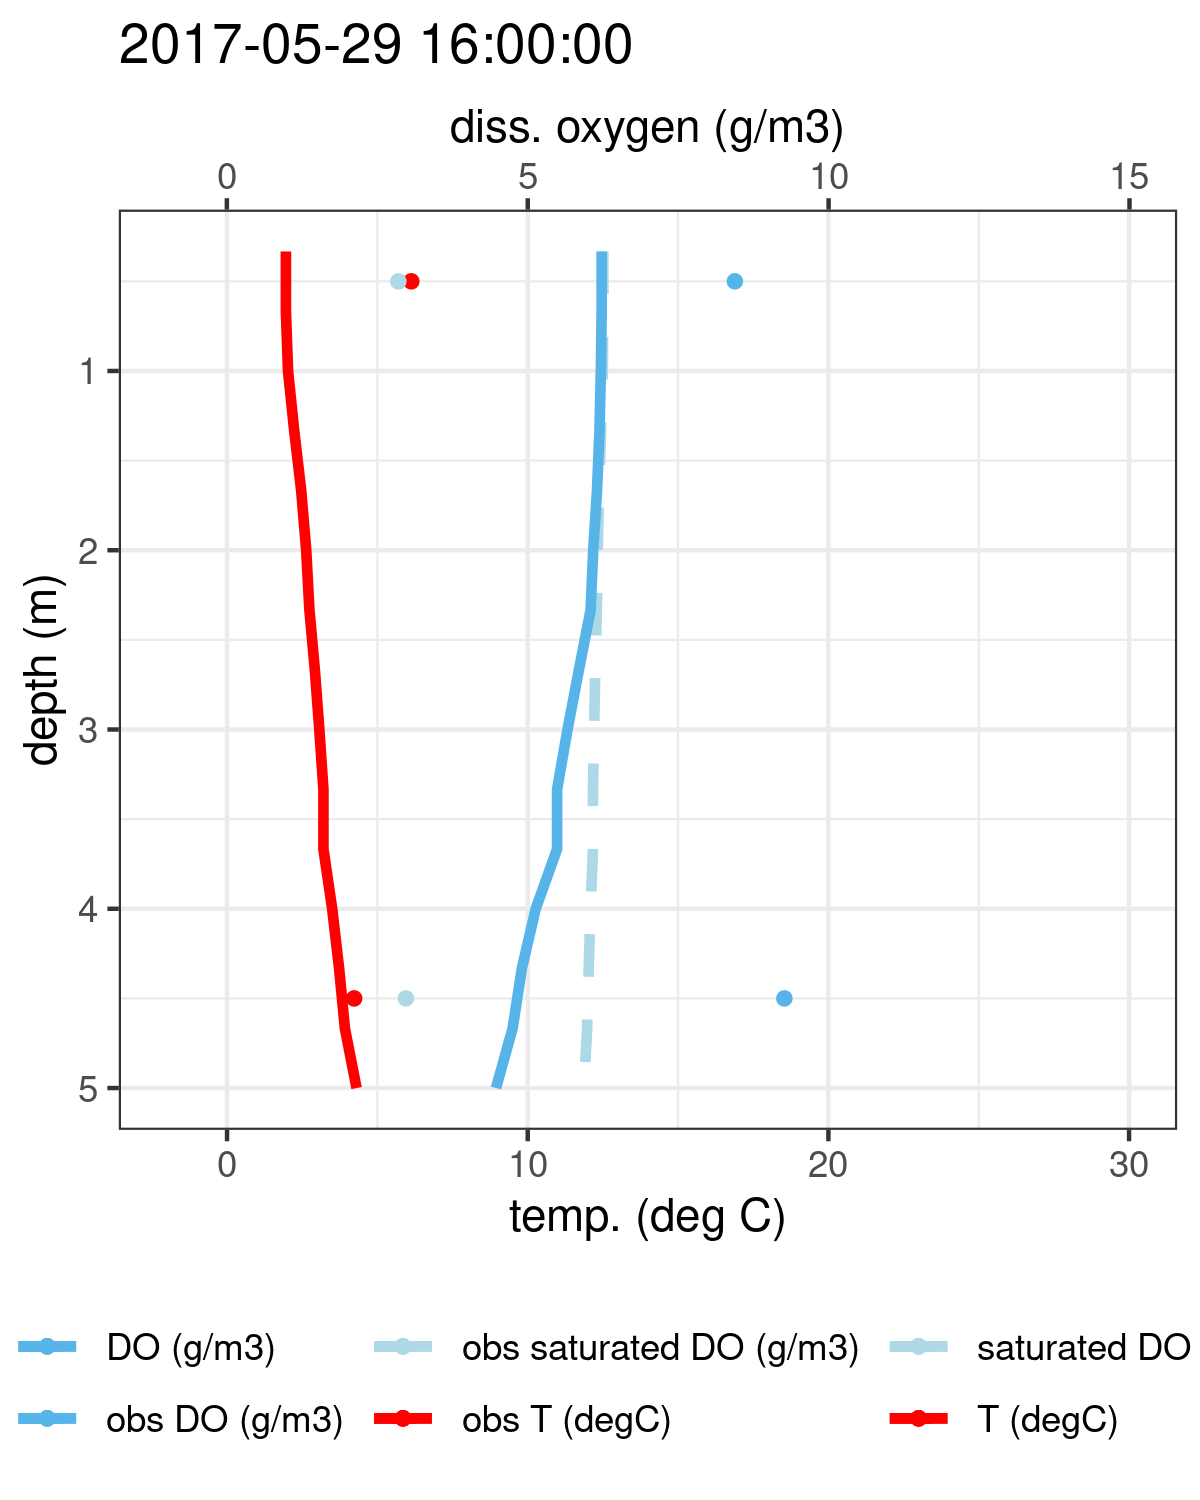 2017-05-29 16:00:00
diss. oxygen (g/m3)
0 5 10 15
depth (m)
1
2
3
4
5
0 10 20 30
temp. (deg C)
DO (g/m3) obs saturated DO (g/m3) saturated DO
obs DO (g/m3) obs T (degC) T (degC)